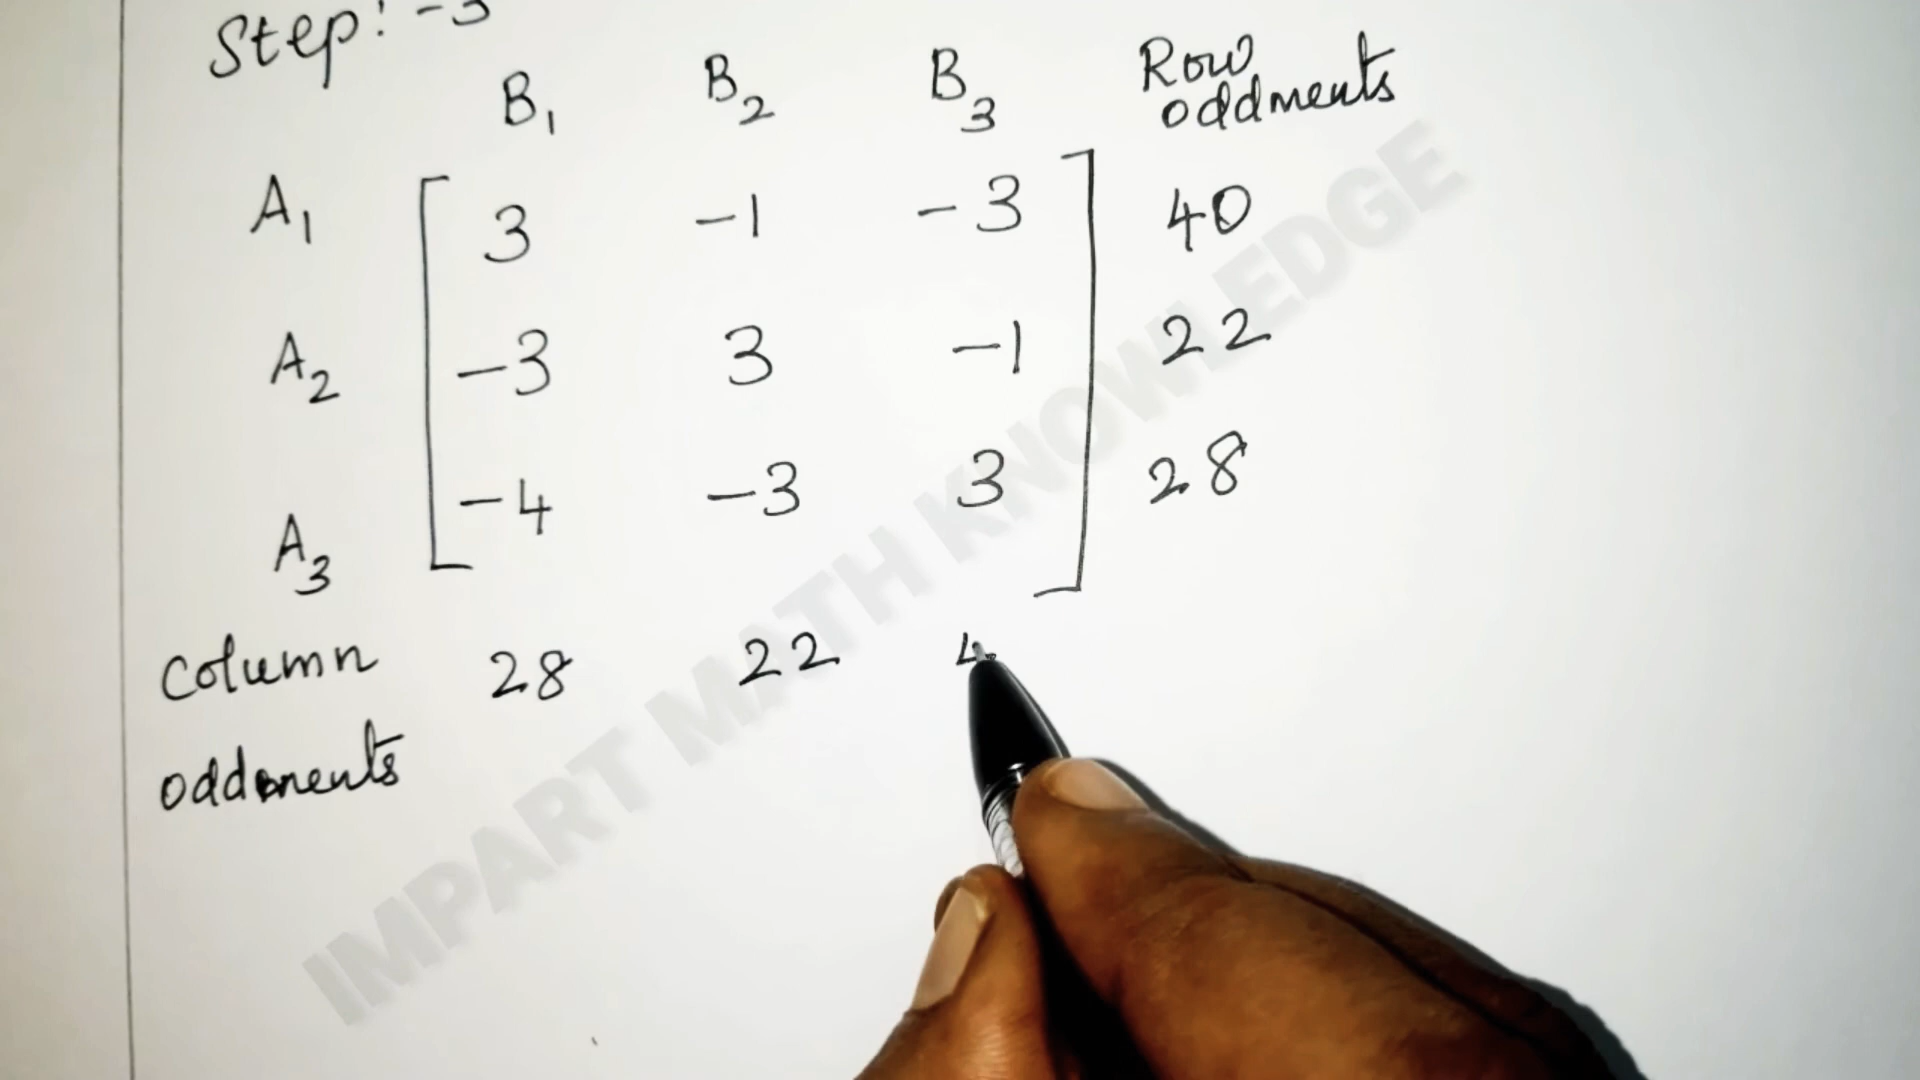 Step:-3
B1 B2 B3 Row oddments
A1 3 -1 -3 40
A2 -3 3 -1 22
A3 -4 -3 3 28
Column oddments 28 22 4
IMPART MATH KNOWLEDGE